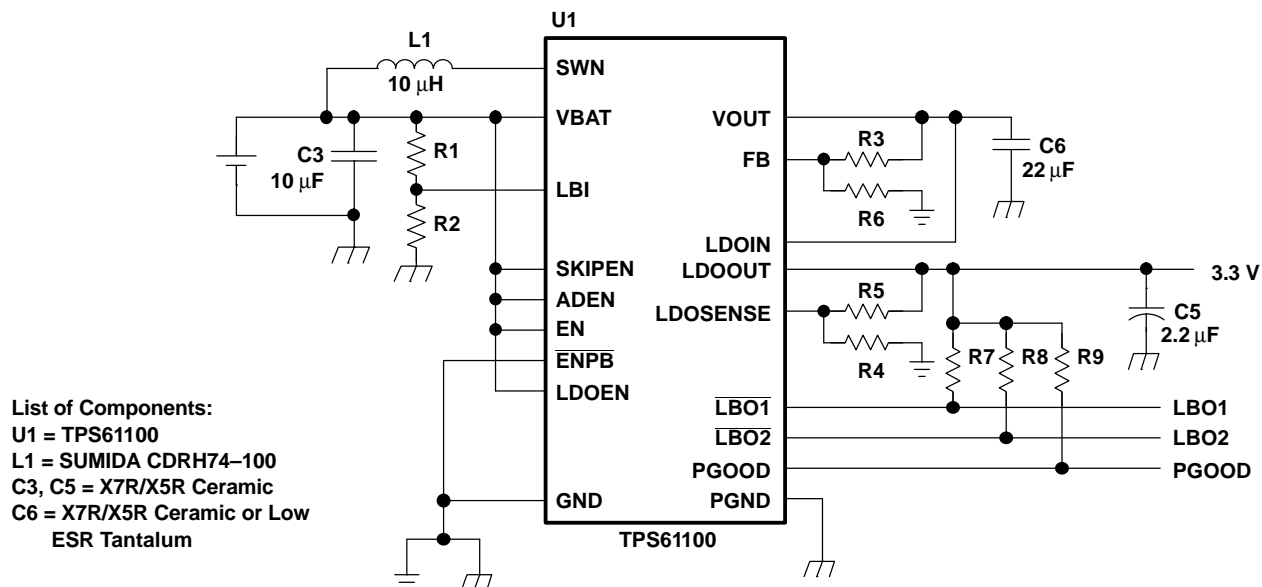 U1
L1
10 μH
SWN
VBAT
VOUT
C3
10 μF
R1
R3
FB
C6
22 μF
LBI
R2
R6
LDOIN
SKIPEN
LDOOUT
3.3 V
ADEN
R5
LDOSENSE
C5
2.2 μF
EN
R4
R7
R8
R9
ENPB
LDOEN
LBO1
LBO1
LBO2
LBO2
PGOOD
PGOOD
GND
PGND
TPS61100
List of Components:
U1 = TPS61100
L1 = SUMIDA CDRH74–100
C3, C5 = X7R/X5R Ceramic
C6 = X7R/X5R Ceramic or Low
ESR Tantalum